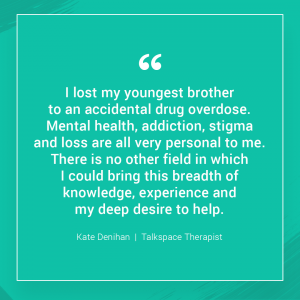 “
I lost my youngest brother
to an accidental drug overdose.
Mental health, addiction, stigma
and loss are all very personal to me.
There is no other field in which
I could bring this breadth of
knowledge, experience and
my deep desire to help.
Kate Denihan | Talkspace Therapist